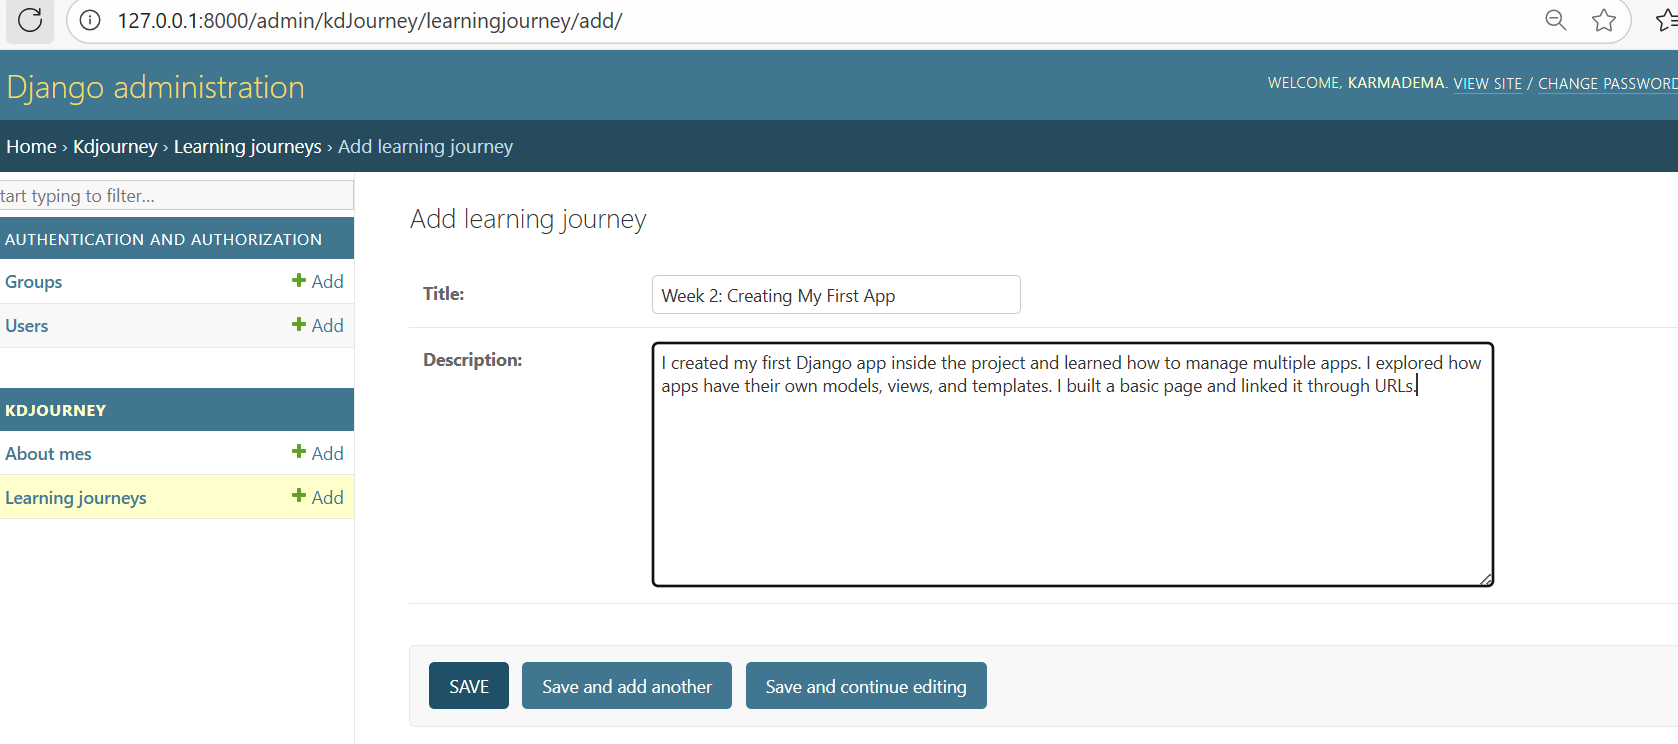 127.0.0.1:8000/admin/kdJourney/learningjourney/add/
Django administration
WELCOME, KARMADEMA. VIEW SITE / CHANGE PASSWORD
Home › Kdjourney › Learning journeys › Add learning journey
tart typing to filter...
AUTHENTICATION AND AUTHORIZATION
Groups + Add
Users + Add
KDJOURNEY
About mes + Add
Learning journeys + Add
Add learning journey
Title: Week 2: Creating My First App
Description: I created my first Django app inside the project and learned how to manage multiple apps. I explored how
apps have their own models, views, and templates. I built a basic page and linked it through URLs.
SAVE Save and add another Save and continue editing